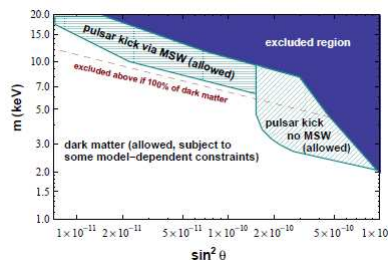 20.0
15.0
10.0
7.0
5.0
3.0
2.0
1.5
1.0
m (keV)
pulsar kick via MSW (allowed)
excluded region
excluded above if 100% of dark matter
pulsar kick
no MSW
(allowed)
dark matter (allowed, subject to
some model−dependent constraints)
1×10⁻¹¹ 2×10⁻¹¹ 5×10⁻¹¹ 1×10⁻¹⁰ 2×10⁻¹⁰ 5×10⁻¹⁰ 1×10
sin² θ